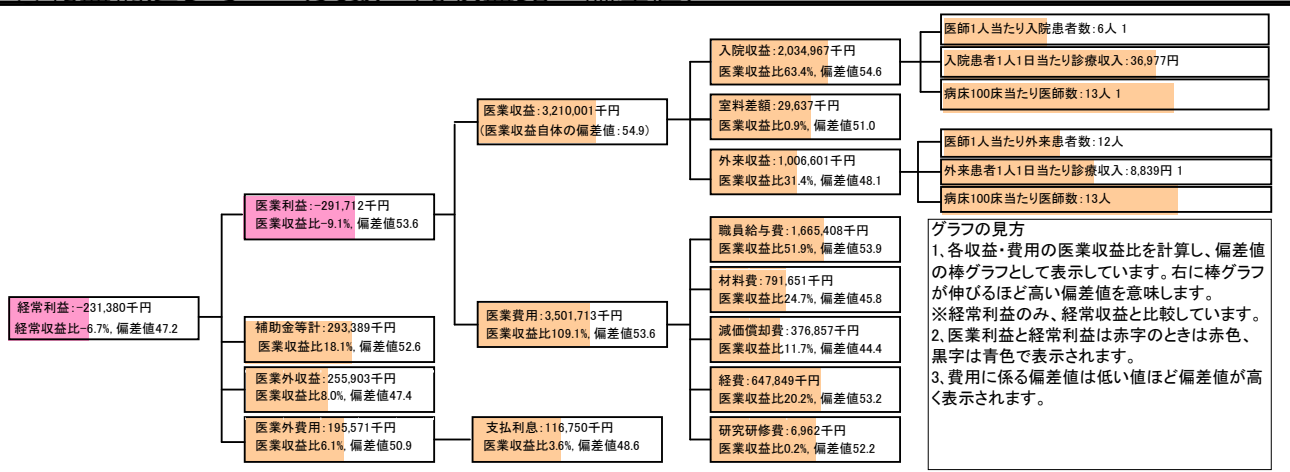 経常利益:-231,380千円
経常収益比-6.7%, 偏差値47.2
医業利益:-291,712千円
医業収益比-9.1%, 偏差値53.6
補助金等計:293,389千円
医業収益比18.1%, 偏差値52.6
医業外収益:255,903千円
医業収益比8.0%, 偏差値47.4
医業外費用:195,571千円
医業収益比6.1%, 偏差値50.9
医業収益:3,210,001千円
(医業収益自体の偏差値:54.9)
医業費用:3,501,713千円
医業収益比109.1%, 偏差値53.6
支払利息:116,750千円
医業収益比3.6%, 偏差値48.6
入院収益:2,034,967千円
医業収益比63.4%, 偏差値54.6
室料差額:29,637千円
医業収益比0.9%, 偏差値51.0
外来収益:1,006,601千円
医業収益比31.4%, 偏差値48.1
職員給与費:1,665,408千円
医業収益比51.9%, 偏差値53.9
材料費:791,651千円
医業収益比24.7%, 偏差値45.8
減価償却費:376,857千円
医業収益比11.7%, 偏差値44.4
経費:647,849千円
医業収益比20.2%, 偏差値53.2
研究研修費:6,962千円
医業収益比0.2%, 偏差値52.2
医師1人当たり入院患者数:6人 1
入院患者1人1日当たり診療収入:36,977円
病床100床当たり医師数:13人 1
医師1人当たり外来患者数:12人
外来患者1人1日当たり診療収入:8,839円 1
病床100床当たり医師数:13人
グラフの見方
1、各収益・費用の医業収益比を計算し、偏差値
の棒グラフとして表示しています。右に棒グラフ
が伸びるほど高い偏差値を意味します。
※経常利益のみ、経常収益と比較しています。
2、医業利益と経常利益は赤字のときは赤色、
黒字は青色で表示されます。
3、費用に係る偏差値は低い値ほど偏差値が高
く表示されます。